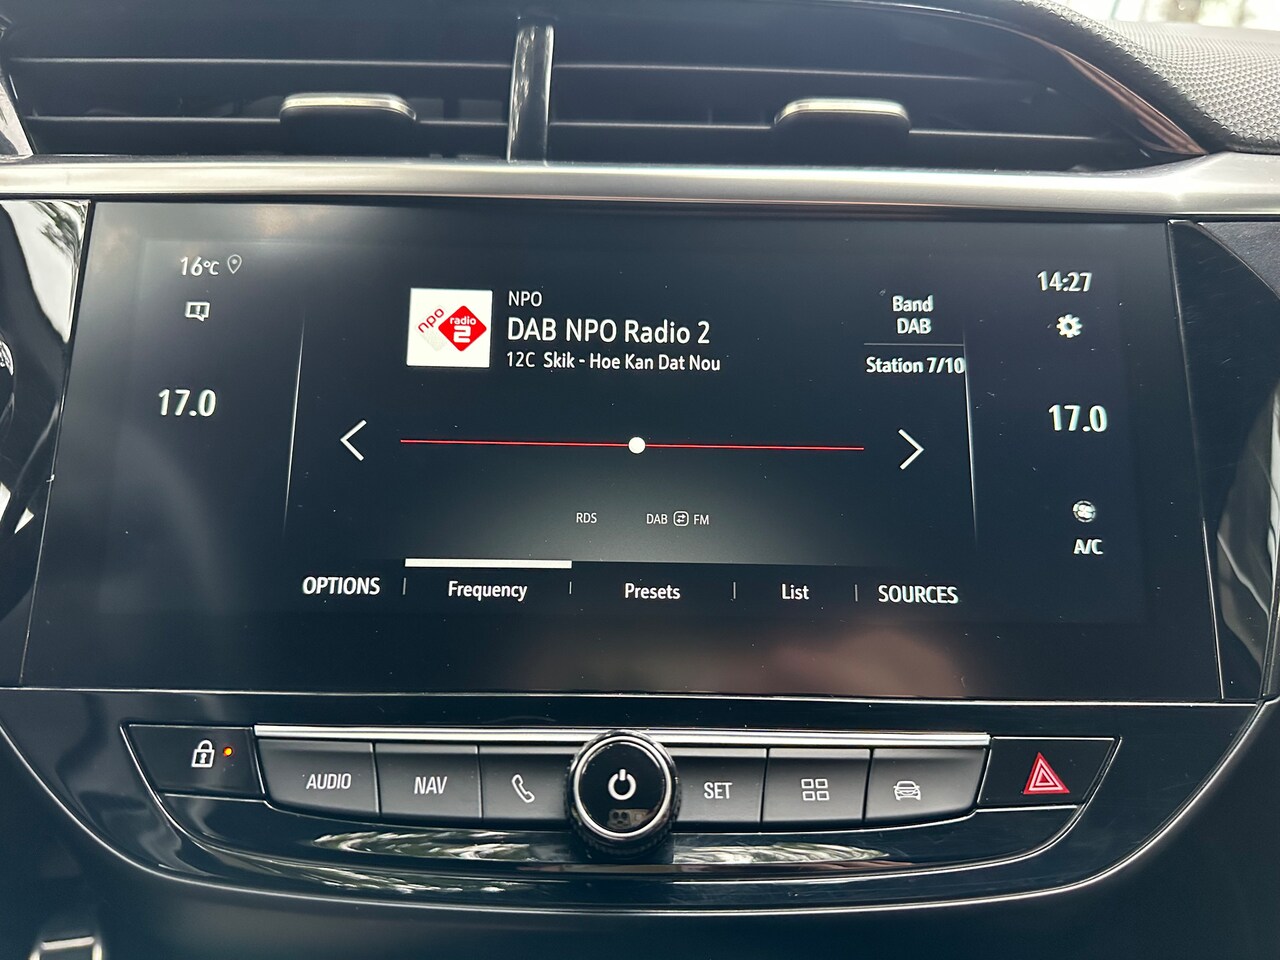 16°C
14:27
NPO
npo
radio
2
DAB NPO Radio 2
12C Skik - Hoe Kan Dat Nou
Band
DAB
Station 7/10
17.0
17.0
RDS
DAB FM
A/C
OPTIONS
Frequency
Presets
List
SOURCES
AUDIO
NAV
SET